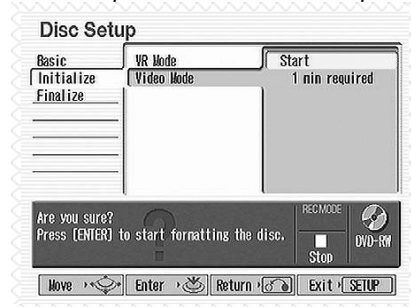 Disc Setup
Basic
Initialize
Finalize
VR Mode
Video Mode
Start
1 min required
Are you sure?
Press [ENTER] to start formatting the disc.
REC MODE
Stop
DVD-RW
Move
Enter
Return
Exit
SETUP